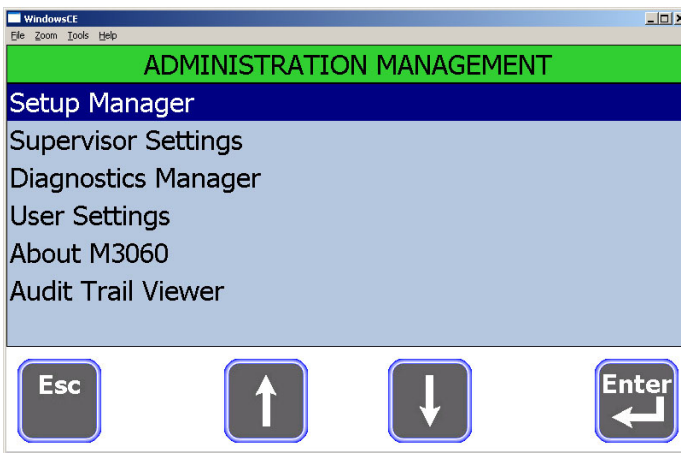 WindowsCE
File Zoom Tools Help
ADMINISTRATION MANAGEMENT
Setup Manager
Supervisor Settings
Diagnostics Manager
User Settings
About M3060
Audit Trail Viewer
Esc Enter